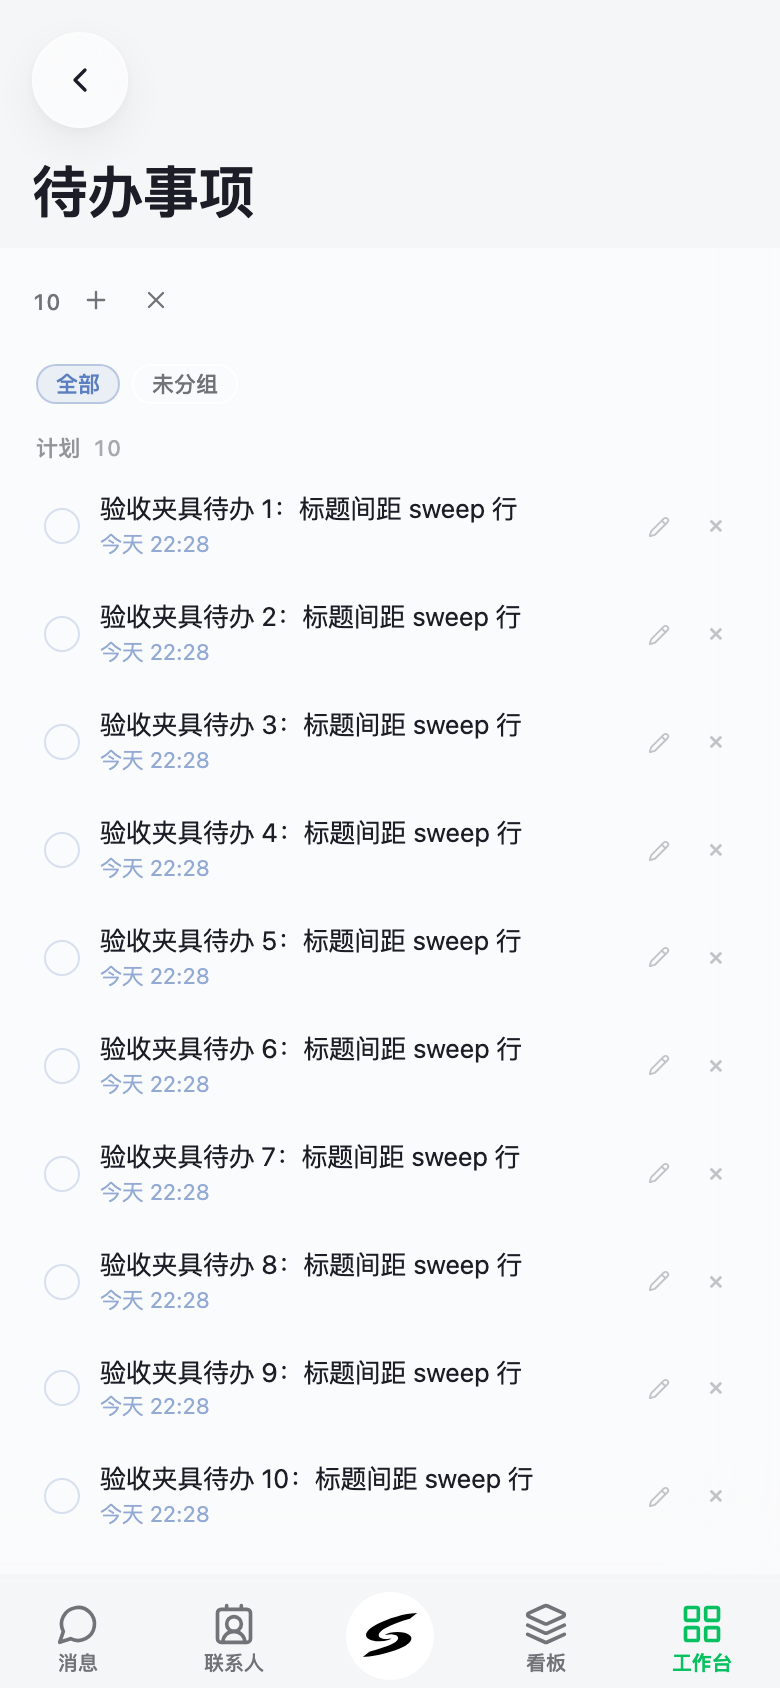 待办事项
10
全部 未分组
计划 10
验收夹具待办 1：标题间距 sweep 行
今天 22:28
验收夹具待办 2：标题间距 sweep 行
今天 22:28
验收夹具待办 3：标题间距 sweep 行
今天 22:28
验收夹具待办 4：标题间距 sweep 行
今天 22:28
验收夹具待办 5：标题间距 sweep 行
今天 22:28
验收夹具待办 6：标题间距 sweep 行
今天 22:28
验收夹具待办 7：标题间距 sweep 行
今天 22:28
验收夹具待办 8：标题间距 sweep 行
今天 22:28
验收夹具待办 9：标题间距 sweep 行
今天 22:28
验收夹具待办 10：标题间距 sweep 行
今天 22:28
消息 联系人 看板 工作台